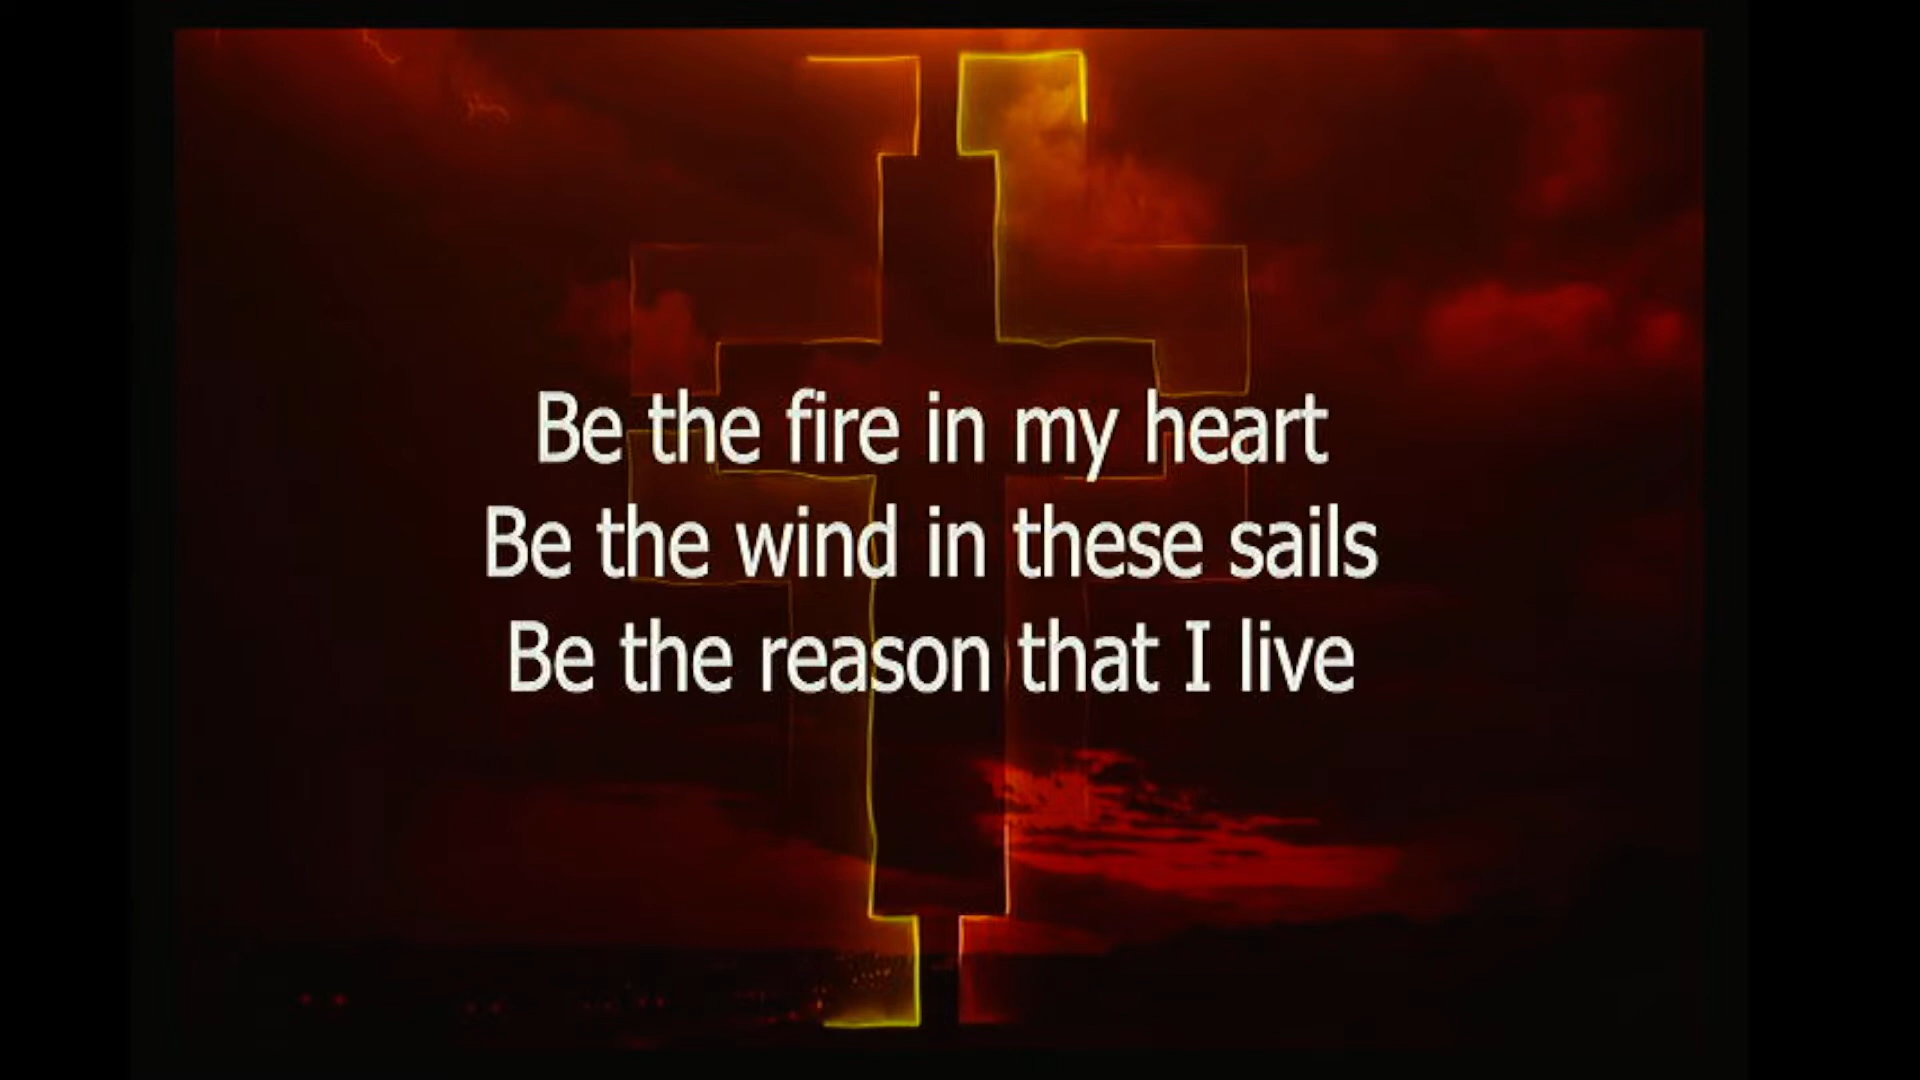 Be the fire in my heart
Be the wind in these sails
Be the reason that I live